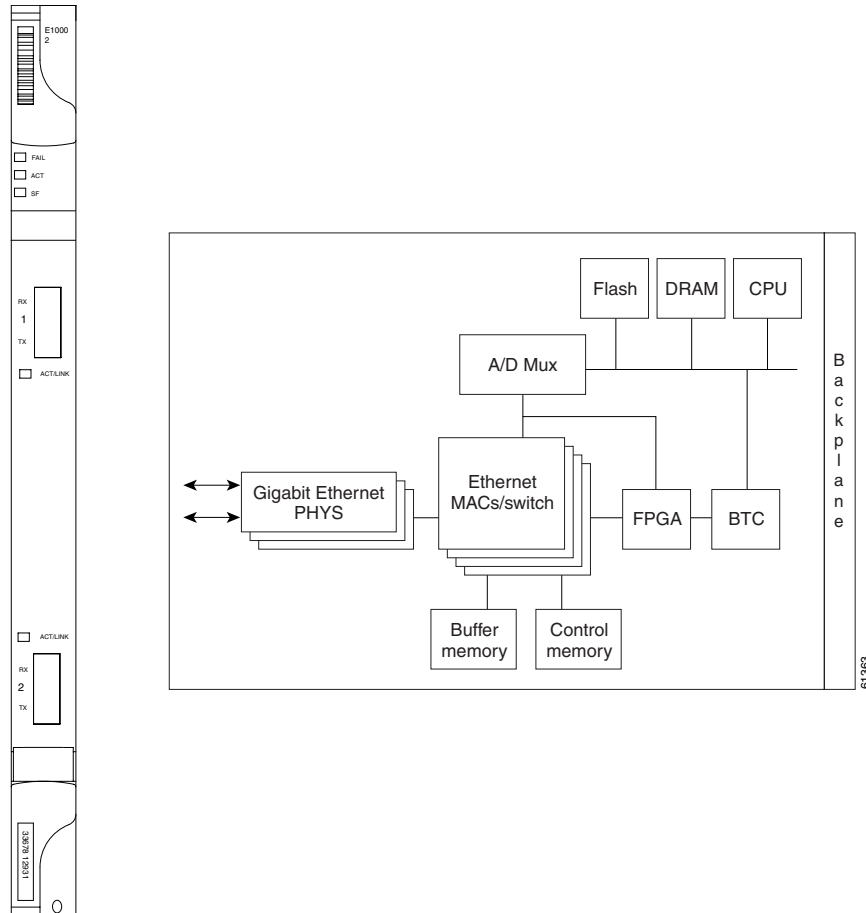 E1000
2
FAIL
ACT
SF
RX
1
TX
ACT/LINK
ACT/LINK
RX
2
TX
33678 12931
Flash
DRAM
CPU
A/D Mux
Gigabit Ethernet
PHYS
Ethernet
MACs/switch
FPGA
BTC
Buffer
memory
Control
memory
Backplane
61363